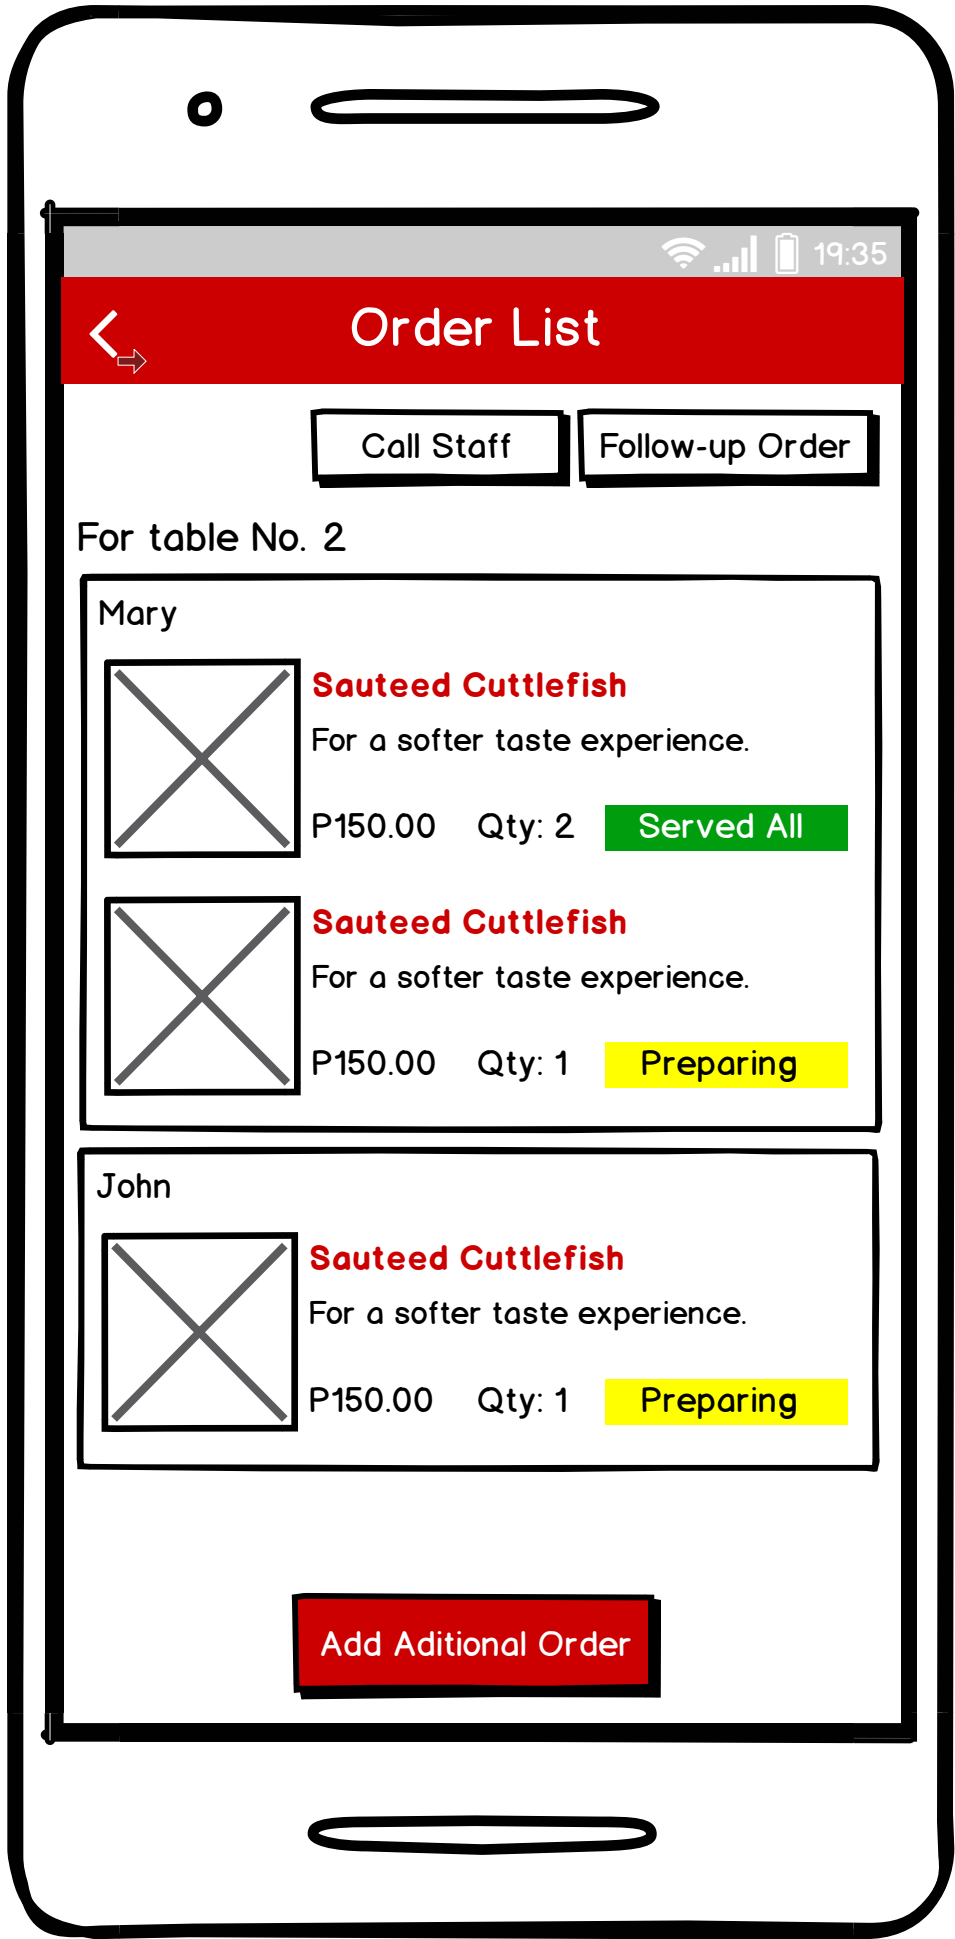 19:35
Order List
Call Staff
Follow-up Order
For table No. 2
Mary
Sauteed Cuttlefish
For a softer taste experience.
P150.00 Qty: 2 Served All
Sauteed Cuttlefish
For a softer taste experience.
P150.00 Qty: 1 Preparing
John
Sauteed Cuttlefish
For a softer taste experience.
P150.00 Qty: 1 Preparing
Add Aditional Order